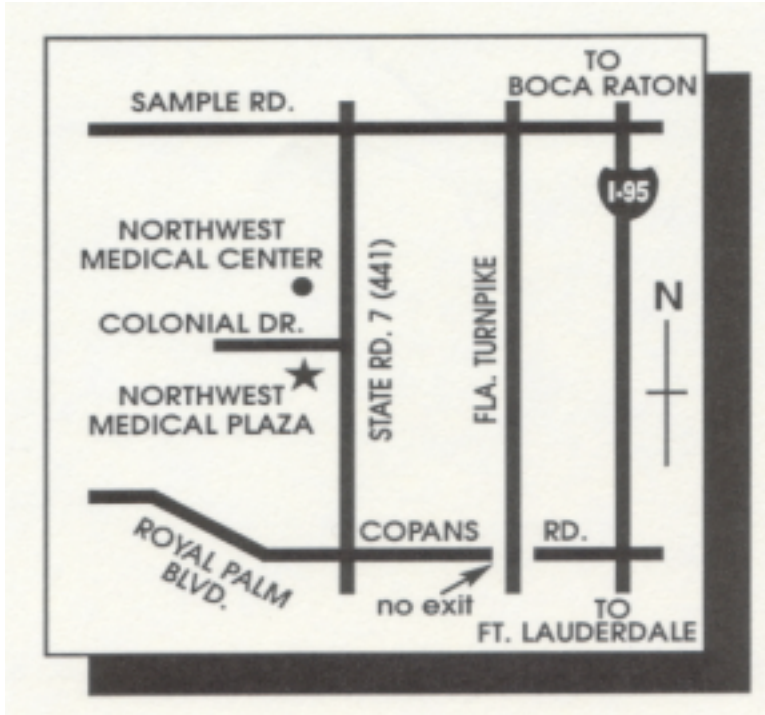 TO
BOCA RATON
SAMPLE RD.
I-95
NORTHWEST
MEDICAL CENTER
STATE RD. 7 (441)
FLA. TURNPIKE
N
COLONIAL DR.
NORTHWEST
MEDICAL PLAZA
COPANS RD.
ROYAL PALM
BLVD.
no exit
TO
FT. LAUDERDALE